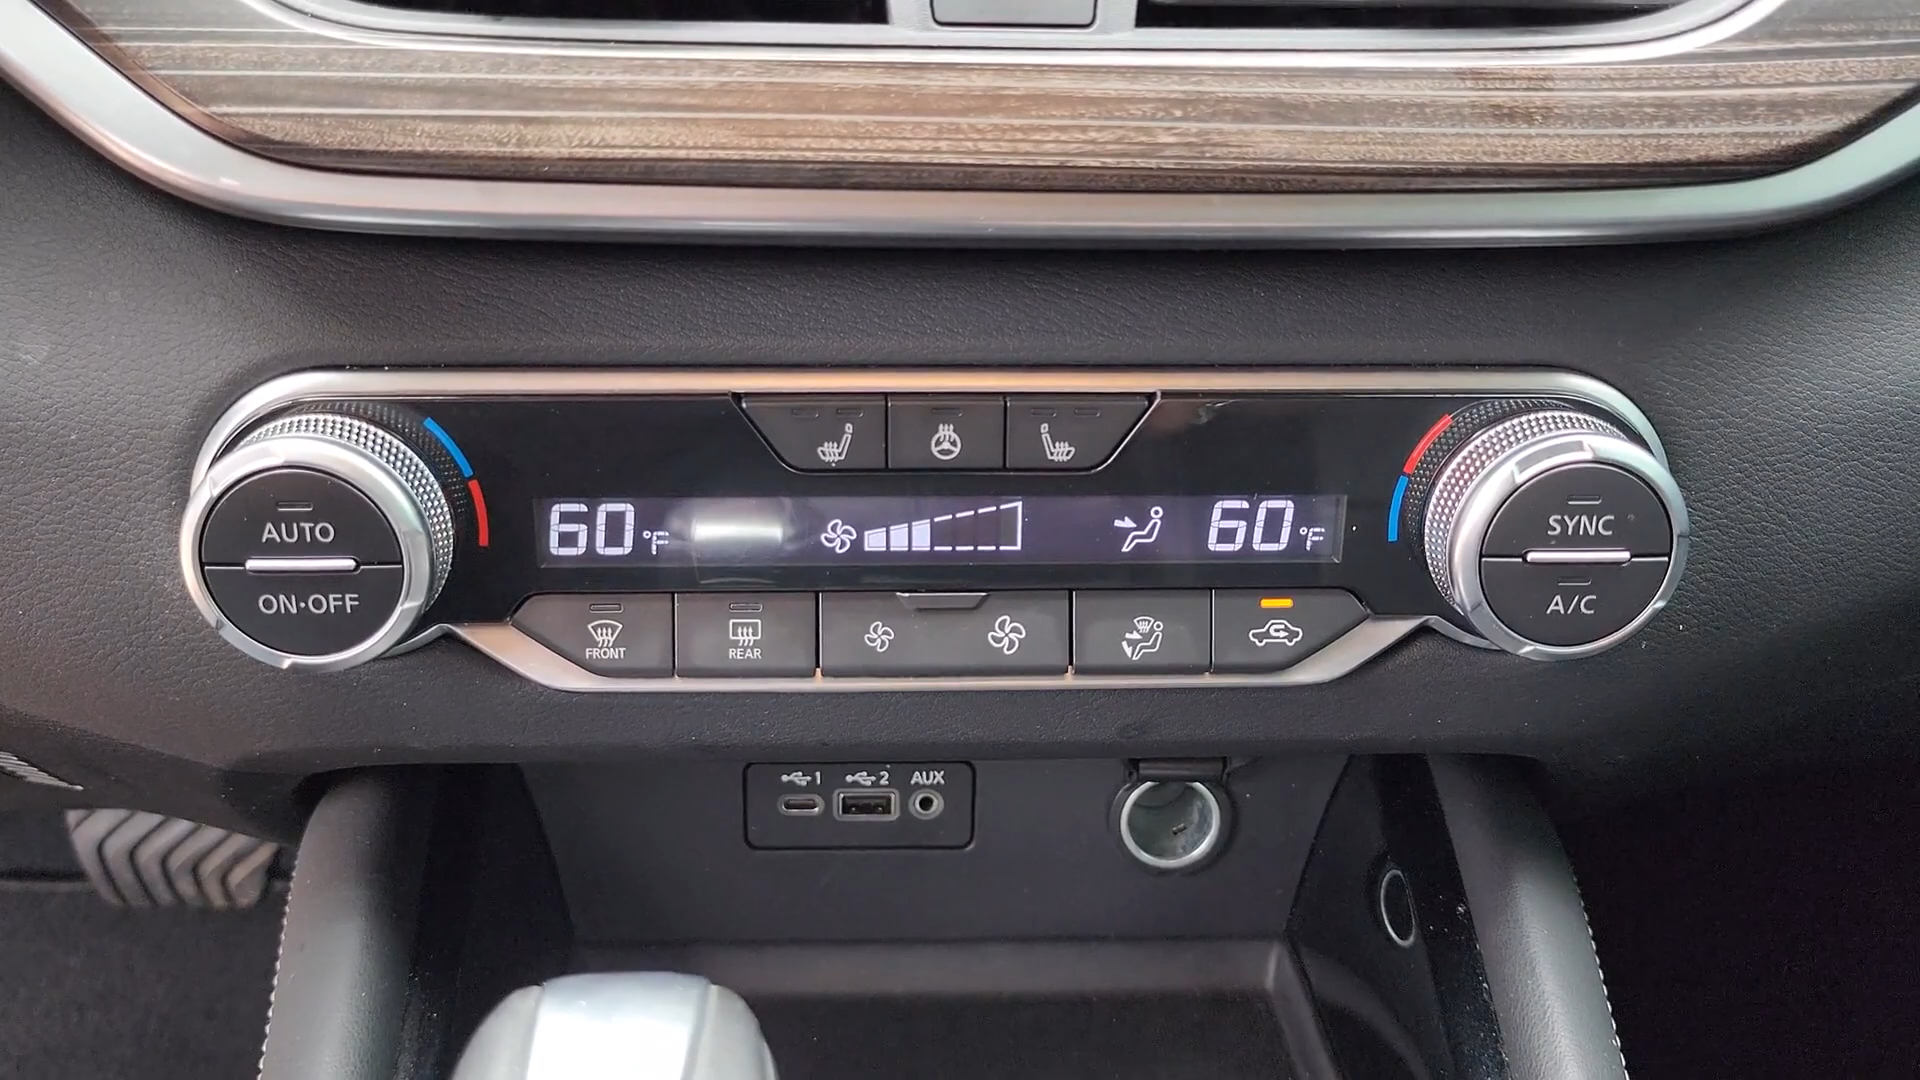 60°F
60°F
AUTO
ON•OFF
SYNC
A/C
FRONT
REAR
1
2
AUX